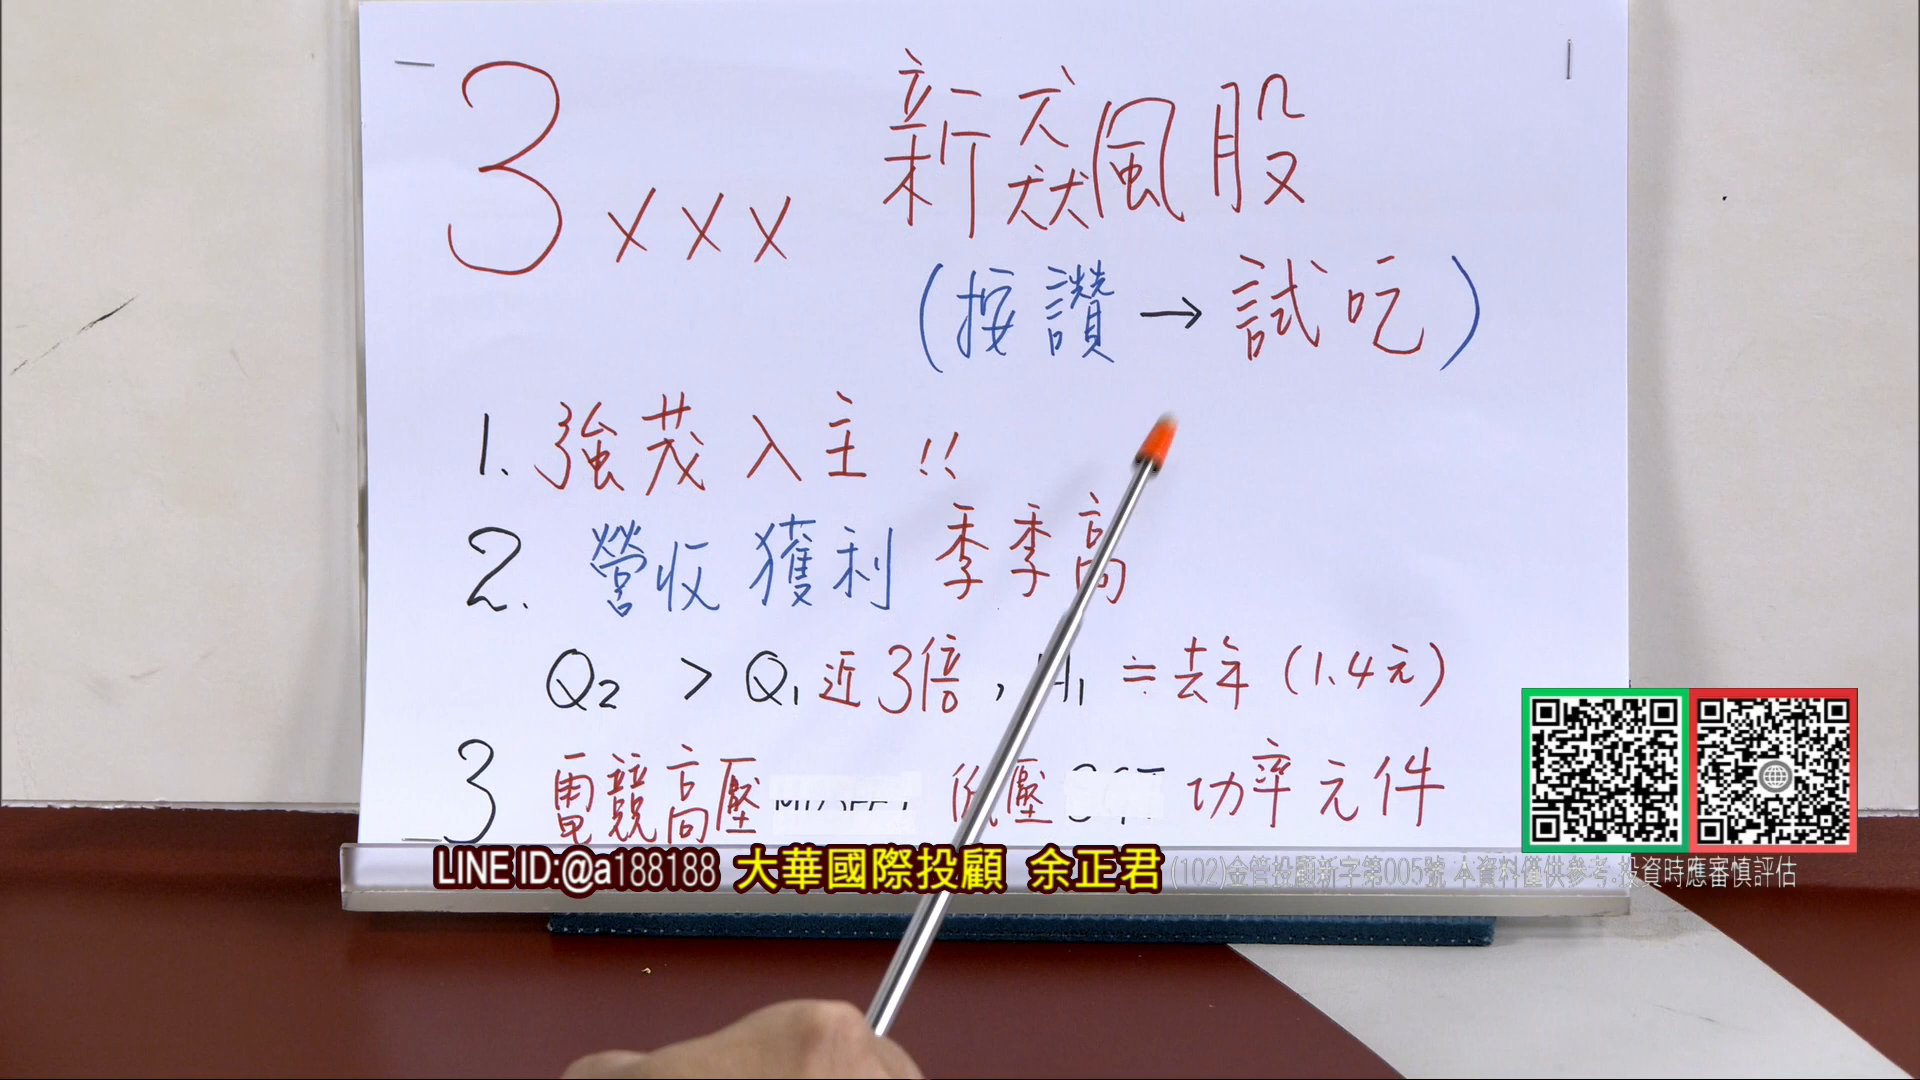 3xxx 新飆風股
(按讚→試吃)
1. 強茂入主!!
2. 營收獲利季季高
Q2 > Q1近3倍, H1≒去年(1.4元)
3 電競高壓 低壓 功率元件
LINE ID:@a188188 大華國際投顧 余正君 (102)金管投顧新字第005號 本資料僅供參考.投資時應審慎評估